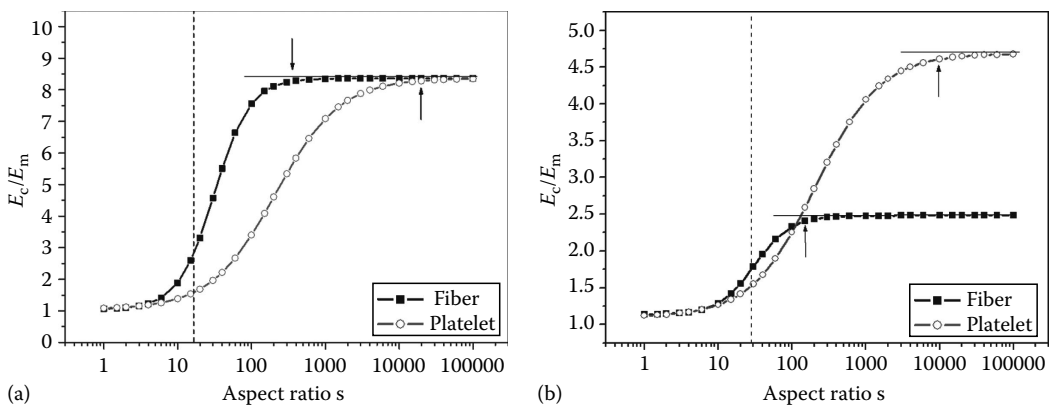 10
9
8
7
6
5
4
3
2
1
0
E_c/E_m
1 10 100 1000 10000 100000
Aspect ratio s
Fiber
Platelet
(a)
5.0
4.5
4.0
3.5
3.0
2.5
2.0
1.5
1.0
E_c/E_m
1 10 100 1000 10000 100000
Aspect ratio s
Fiber
Platelet
(b)